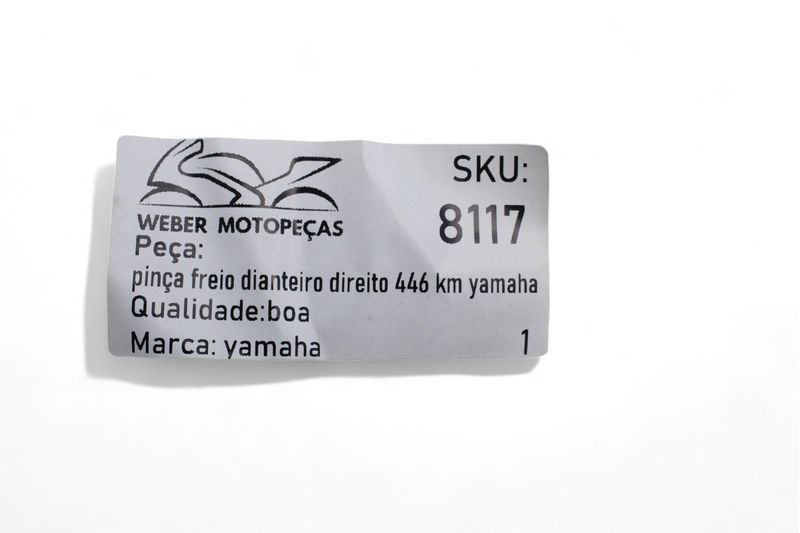 WEBER MOTOPEÇAS
SKU:
8117
Peça:
pinça freio dianteiro direito 446 km yamaha
Qualidade:boa
Marca: yamaha
1